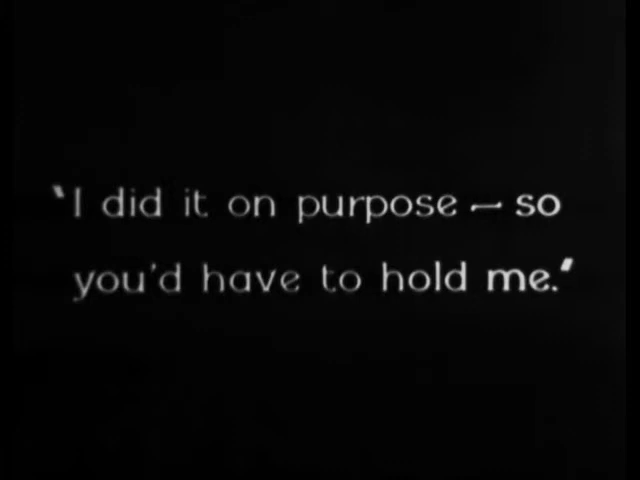 "I did it on purpose — so
you'd have to hold me."